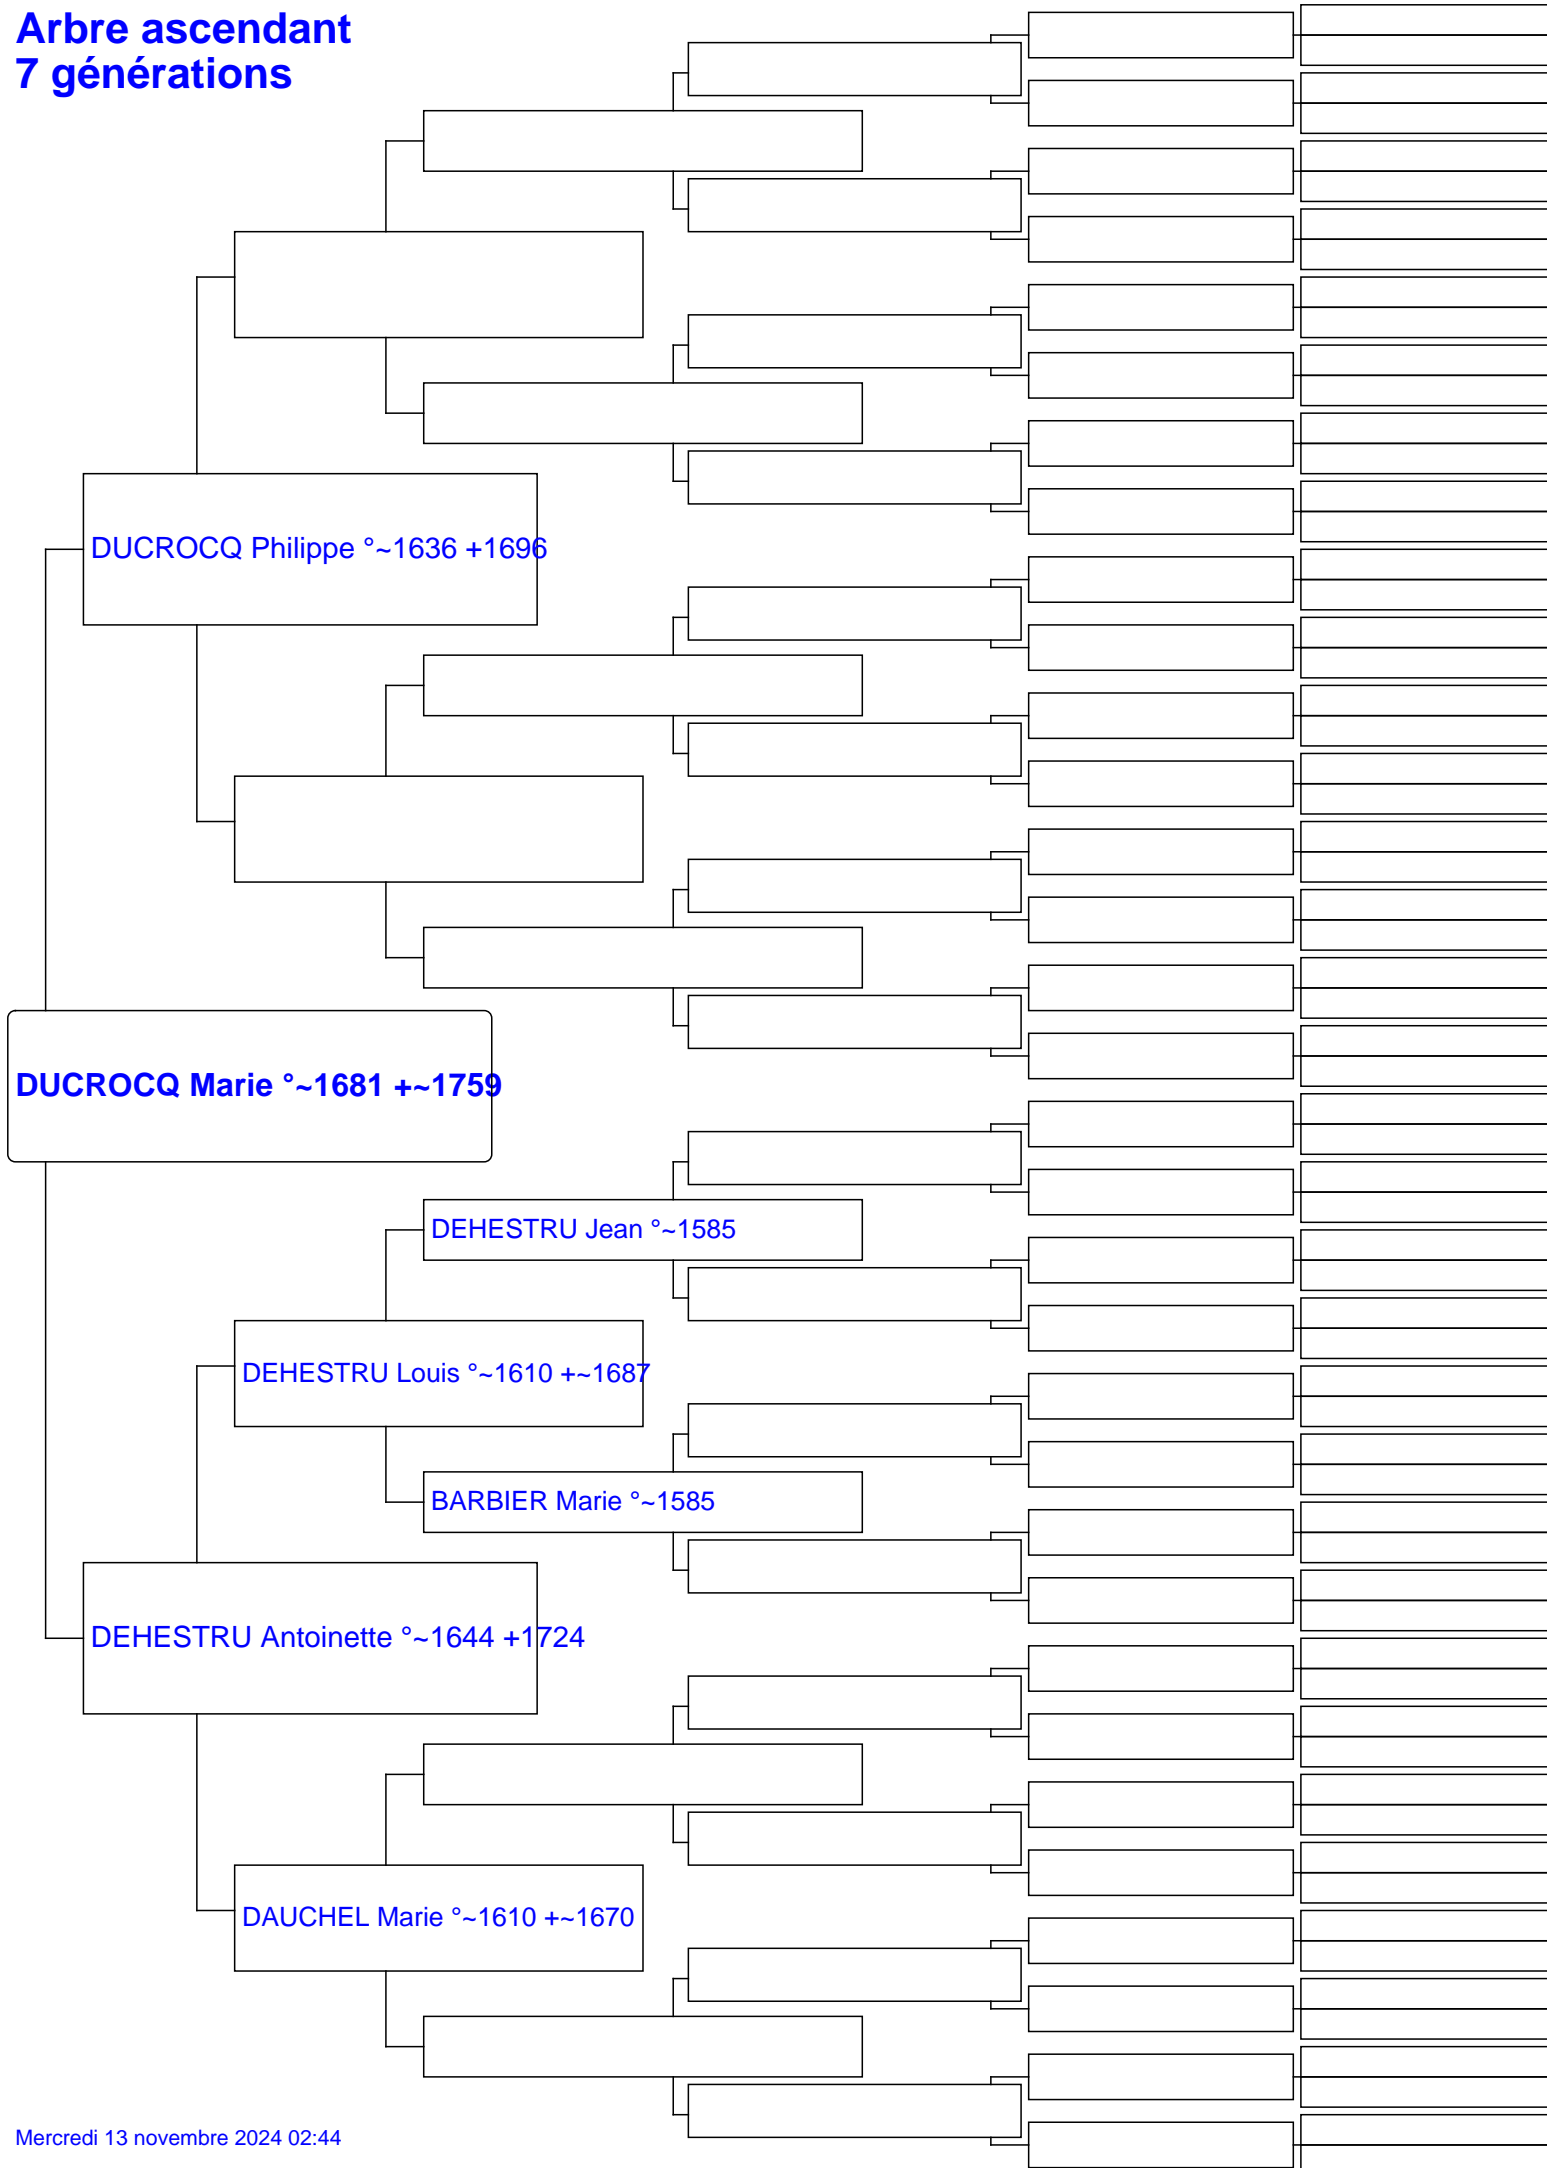 Arbre ascendant
7 générations
DUCROCQ Philippe °~1636 +1696
DUCROCQ Marie °~1681 +~1759
DEHESTRU Jean °~1585
DEHESTRU Louis °~1610 +~1687
BARBIER Marie °~1585
DEHESTRU Antoinette °~1644 +1724
DAUCHEL Marie °~1610 +~1670
Mercredi 13 novembre 2024 02:44